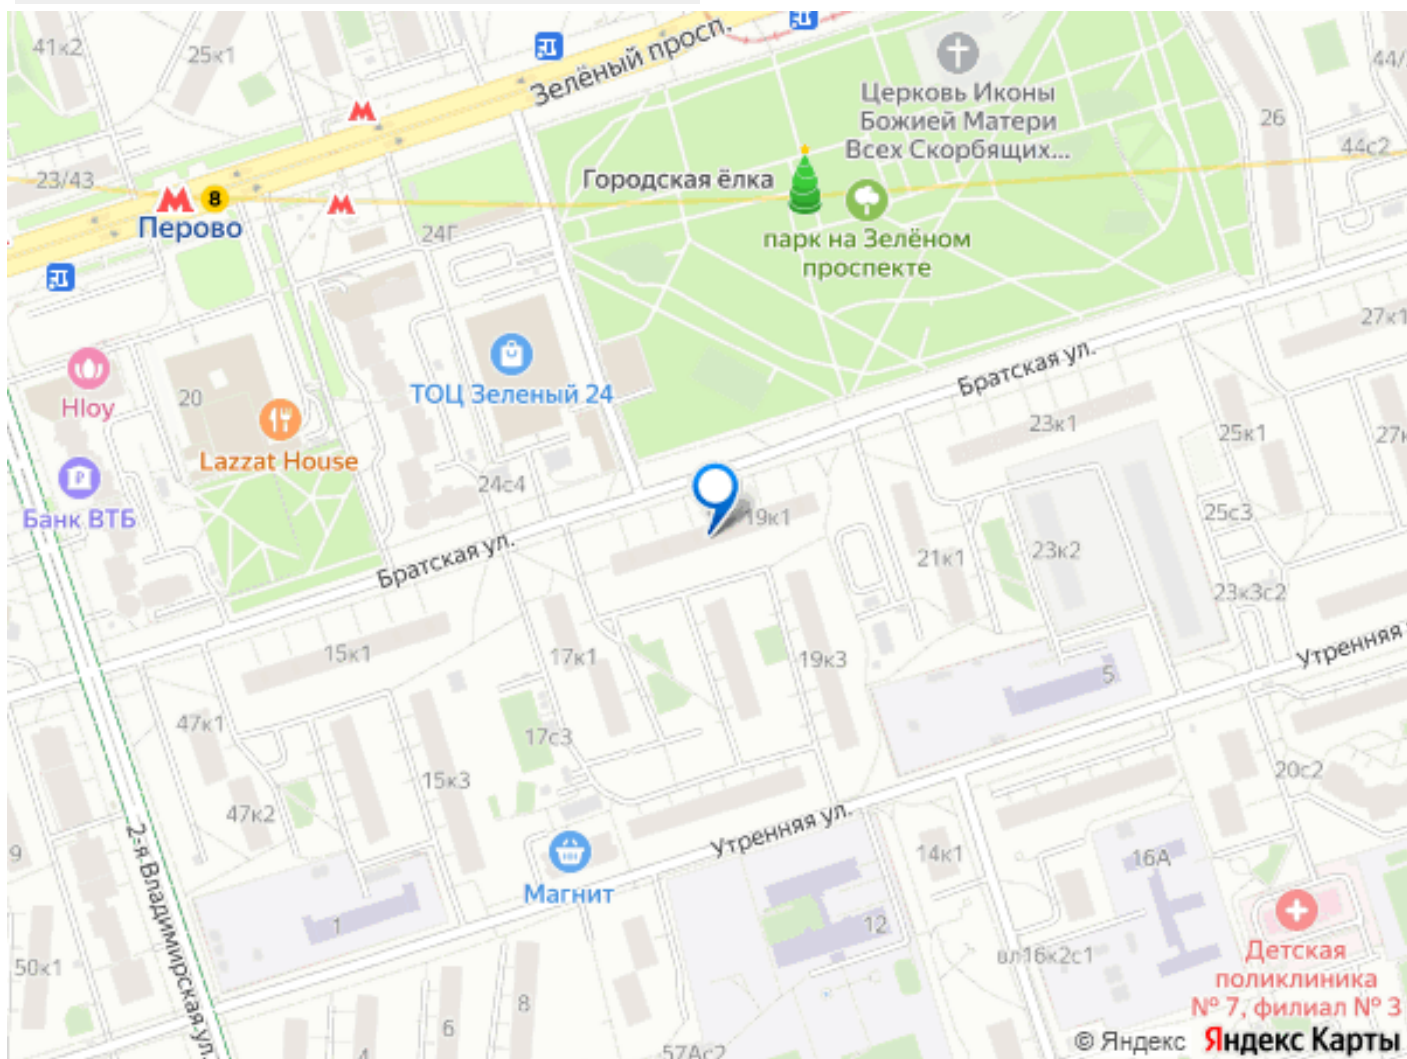 41к2
25к1
Зелёный просп.
Церковь Иконы
Божией Матери
Всех Скорбящих...
44/
26
44с2
23/43
8
Перово
24Г
Городская ёлка
парк на Зелёном
проспекте
27к1
Hloy
20
ТОЦ Зеленый 24
Братская ул.
Lazzat House
23к1
25к1
27к
Банк ВТБ
24с4
19к1
25с3
Братская ул.
21к1
23к2
23к3с2
15к1
17к1
19к3
Утренняя
5
47к1
17с3
15к3
20с2
47к2
2-я Владимирская ул.
9
Магнит
Утренняя ул.
14к1
16А
1
12
вл16к2с1
50к1
8
6
4
57Ас2
Детская
поликлиника
№ 7, филиал № 3
© Яндекс Яндекс Карты